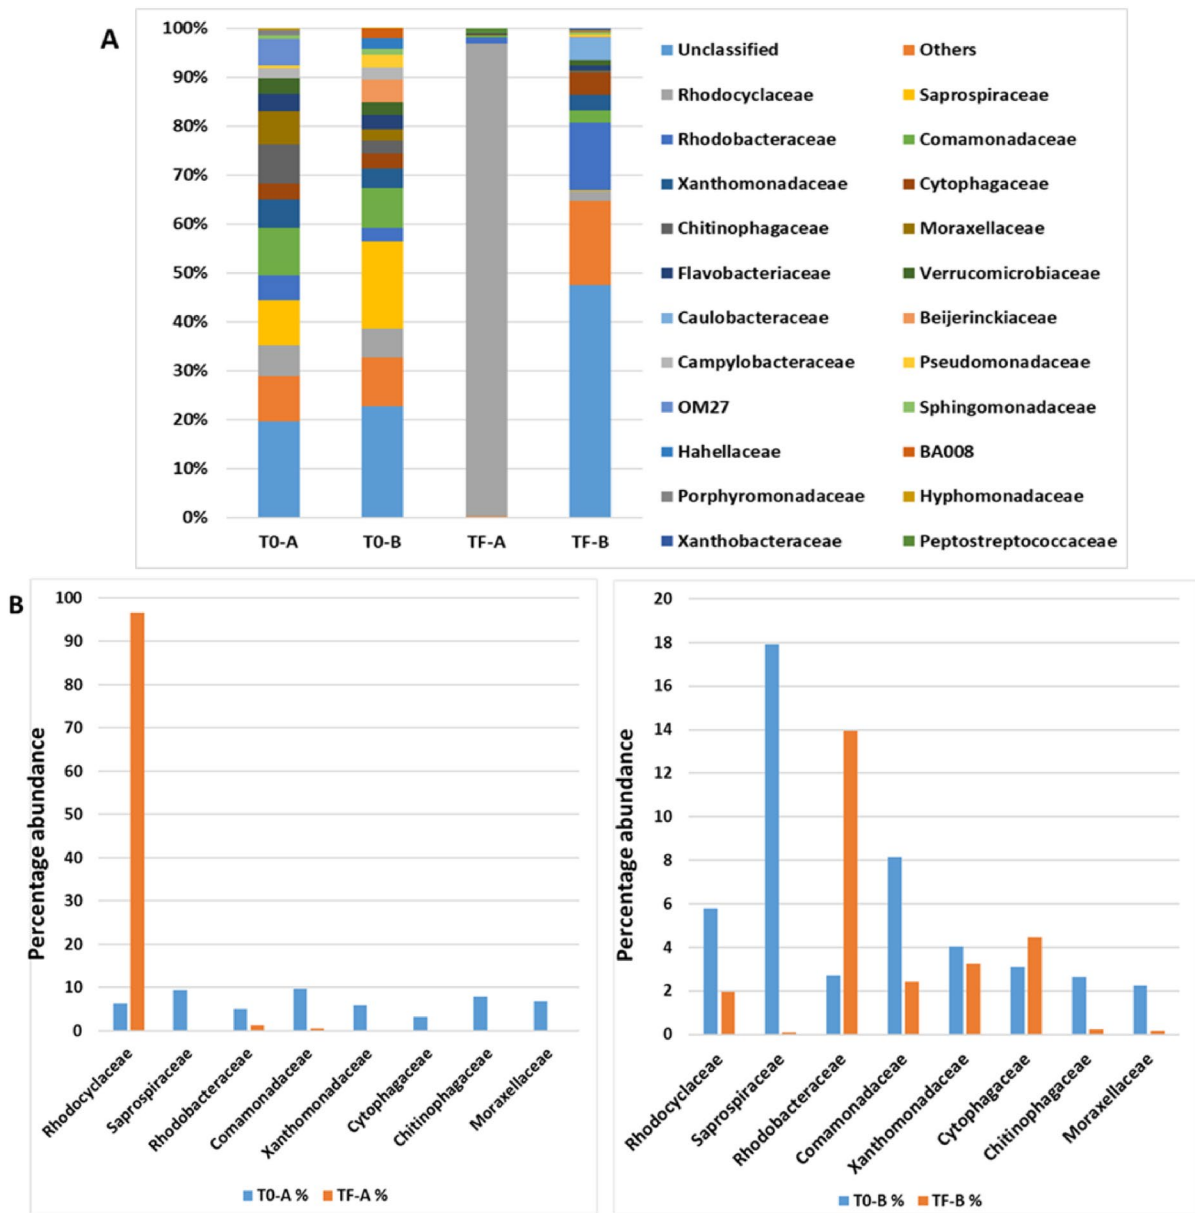 A
100%
90%
80%
70%
60%
50%
40%
30%
20%
10%
0%
T0-A T0-B TF-A TF-B
Unclassified Others
Rhodocyclaceae Saprospiraceae
Rhodobacteraceae Comamonadaceae
Xanthomonadaceae Cytophagaceae
Chitinophagaceae Moraxellaceae
Flavobacteriaceae Verrucomicrobiaceae
Caulobacteraceae Beijerinckiaceae
Campylobacteraceae Pseudomonadaceae
OM27 Sphingomonadaceae
Hahellaceae BA008
Porphyromonadaceae Hyphomonadaceae
Xanthobacteraceae Peptostreptococcaceae
B
Percentage abundance
100
90
80
70
60
50
40
30
20
10
0
Rhodocyclaceae
Saprospiraceae
Rhodobacteraceae
Comamonadaceae
Xanthomonadaceae
Cytophagaceae
Chitinophagaceae
Moraxellaceae
T0-A % TF-A %
Percentage abundance
20
18
16
14
12
10
8
6
4
2
0
Rhodocyclaceae
Saprospiraceae
Rhodobacteraceae
Comamonadaceae
Xanthomonadaceae
Cytophagaceae
Chitinophagaceae
Moraxellaceae
T0-B % TF-B %